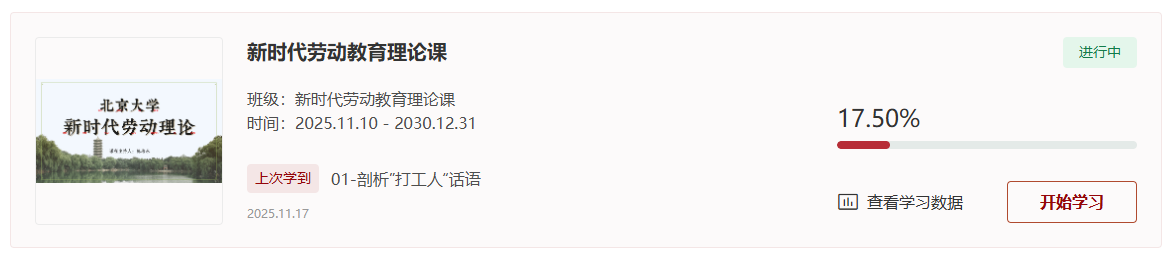 北京大学
新时代劳动理论
新时代劳动教育理论课
进行中
班级：新时代劳动教育理论课
时间：2025.11.10 - 2030.12.31
17.50%
上次学到
01-剖析”打工人“话语
2025.11.17
查看学习数据
开始学习